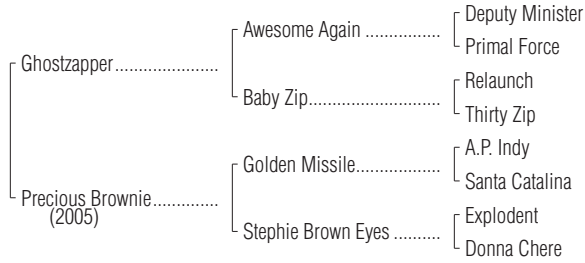 Deputy Minister
Awesome Again ..................
Primal Force
Ghostzapper......................
Relaunch
Baby Zip...............................
Thirty Zip
A.P. Indy
Golden Missile....................
Santa Catalina
Precious Brownie..............
(2005)
Explodent
Stephie Brown Eyes ..........
Donna Chere